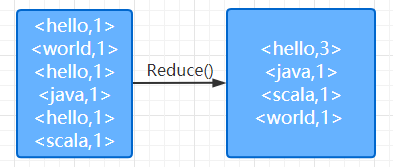 <hello,1>
<world,1>
<hello,1>
<java,1>
<hello,1>
<scala,1>
Reduce()
<hello,3>
<java,1>
<scala,1>
<world,1>